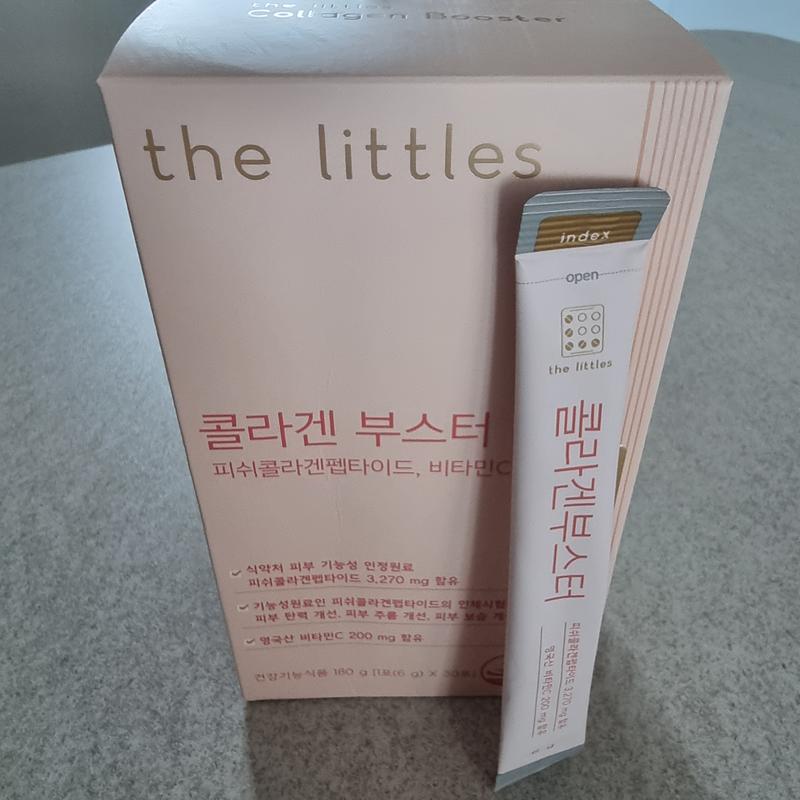 the littles
Collagen Booster
the littles
콜라겐 부스터
피쉬콜라겐펩타이드, 비타민C
식약처 피부 기능성 인정원료
피쉬콜라겐펩타이드 3,270 mg 함유
기능성원료인 피쉬콜라겐펩타이드의 인체시험
피부 탄력 개선, 피부 주름 개선, 피부 보습
영국산 비타민C 200 mg 함유
건강기능식품 180 g [1포(6 g) X 30포]
index
open
the littles
콜라겐부스터
피쉬콜라겐펩타이드 3,270 mg 함유
영국산 비타민C 200 mg 함유